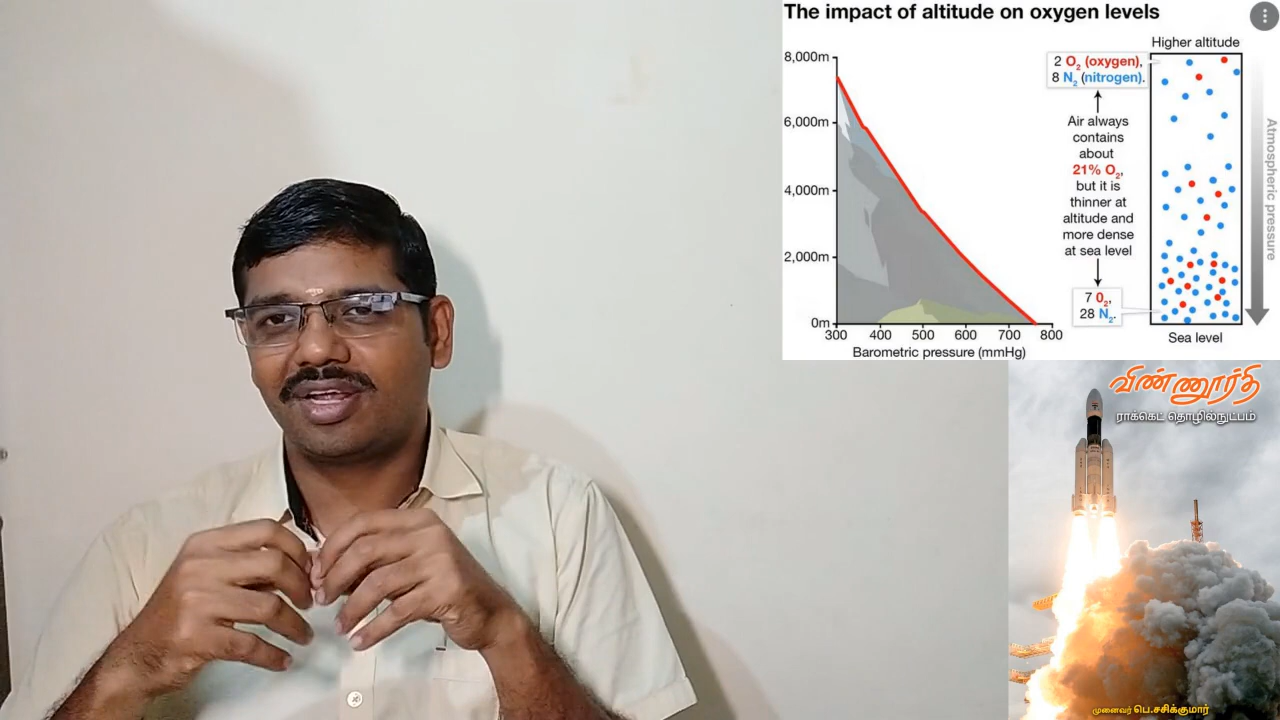 The impact of altitude on oxygen levels
8,000m
6,000m
4,000m
2,000m
0m
300
400
500
600
700
800
Barometric pressure (mmHg)
2 O₂ (oxygen),
8 N₂ (nitrogen).
Air always
contains
about
21% O₂,
but it is
thinner at
altitude and
more dense
at sea level
7 O₂,
28 N₂.
Higher altitude
Sea level
Atmospheric pressure
விண்ணூர்தி
ராக்கெட் தொழில்நுட்பம்
முனைவர் பெ.சசிக்குமார்